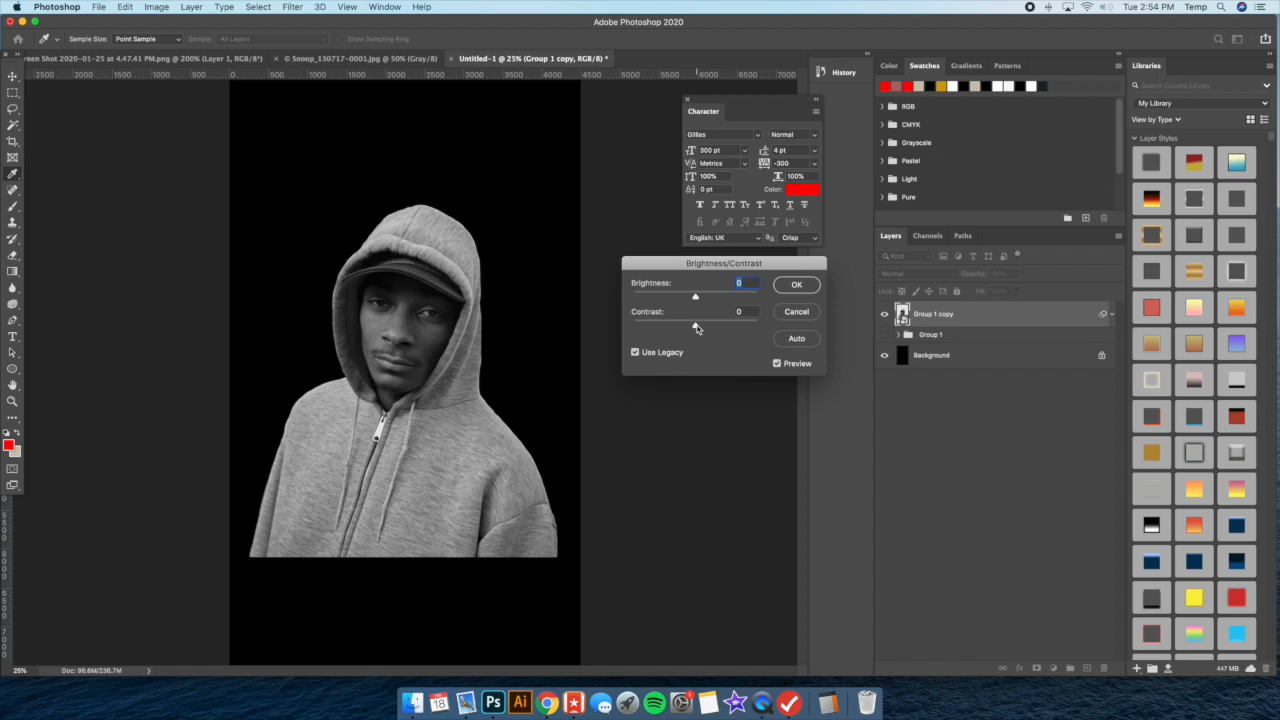 Photoshop File Edit Image Layer Type Select Filter 3D View Window Help Tue 2:54 PM Temp
Adobe Photoshop 2020
Sample Size: Point Sample Sample: All Layers Show Sampling Ring
reen Shot 2020-01-25 at 4.47.41 PM.png @ 200% (Layer 1, RGB/8*) × © Snoop_130717-0001.jpg @ 50% (Gray/8) × Untitled-1 @ 25% (Group 1 copy, RGB/8) *
2500 2000 1500 1000 500 0 500 1000 1500 2000 2500 3000 3500 4000 4500 5000 5500 6000 6500 7000
History
Color Swatches Gradients Patterns
Libraries
Search Current Library
My Library
View by Type
Layer Styles
RGB
CMYK
Grayscale
Pastel
Light
Pure
Character
Gilles Normal
300 pt 4 pt
Metrics -300
100% 100%
0 pt Color:
English: UK Crisp
Brightness/Contrast
Brightness: 0 OK
Contrast: 0 Cancel
Auto
Use Legacy
Preview
Layers Channels Paths
Kind
Normal Opacity: 100%
Lock: Fill: 100%
Group 1 copy
Group 1
Background
25% Doc: 96.6M/236.7M
447 MB
Ps Ai
18